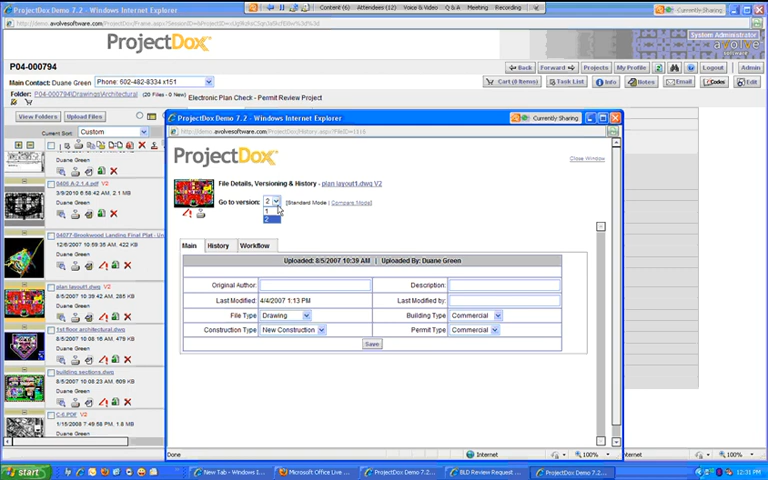 ProjectDox Demo 7.2 - Windows Internet Explorer
Content (6) Attendees (12) Voice & Video Q & A Meeting Recording
Currently Sharing
ProjectDox
System Administrator
avolve
P04-000794
Back Forward Projects My Profile Logout Admin
Main Contact: Duane Green Phone: 602-482-8334 x151
Cart (0 Items) Task List Info Notes Email Codes Edit
Folder: P04-000794\Drawings\Architectural (20 Files - 0 New)
Electronic Plan Check - Permit Review Project
View Folders Upload Files
Current Sort: Custom
Duane Green
0406 A-2.1.4.pdf V2
3/9/2010 6:58:42 AM, 2.1 MB
Duane Green
04077-Brookwood Landing Final Plat -
12/6/2007 10:09:35 AM, 422 KB
Duane Green
plan layout1.dwg V2
8/5/2007 10:39:42 AM, 285 KB
Duane Green
1st floor architectural.dwg
8/5/2007 10:08:16 AM, 479 KB
Duane Green
building sections.dwg
8/5/2007 10:08:23 AM, 609 KB
Duane Green
C-6.PDF V2
1/15/2008 7:49:58 PM, 1.8 MB
Duane Green
ProjectDox Demo 7.2 - Windows Internet Explorer
Currently Sharing
ProjectDox
Close Window
File Details, Versioning & History - plan layout1.dwg V2
Go to version: 2 [Standard Mode | Compare Mode]
1
2
Main History Workflow
Uploaded: 8/5/2007 10:39 AM | Uploaded By: Duane Green
Original Author: Description:
Last Modified: 4/4/2007 1:13 PM Last Modified by:
File Type Drawing Building Type Commercial
Construction Type New Construction Permit Type Commercial
Save
Done Internet 100%
ternet 100%
start New Tab - Windows I... Microsoft Office Live ... ProjectDox Demo 7.2... BLD Review Request ... ProjectDox Demo 7.2... 12:31 PM